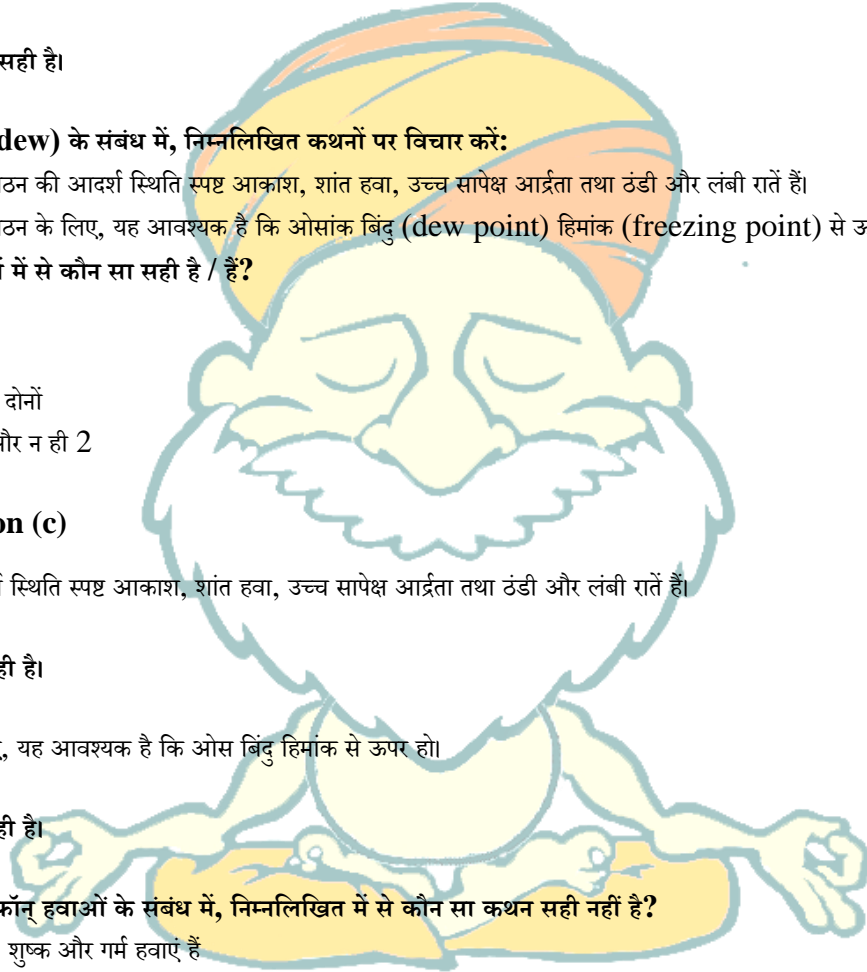 सही है।
dew) के संबंध में, निम्नलिखित कथनों पर विचार करें:
ठन की आदर्श स्थिति स्पष्ट आकाश, शांत हवा, उच्च सापेक्ष आर्द्रता तथा ठंडी और लंबी रातें हैं।
ठन के लिए, यह आवश्यक है कि ओसांक बिंदु (dew point) हिमांक (freezing point) से ऊ
में से कौन सा सही है / हैं?
दोनों
और न ही 2
on (c)
स्थिति स्पष्ट आकाश, शांत हवा, उच्च सापेक्ष आर्द्रता तथा ठंडी और लंबी रातें हैं।
ही है।
, यह आवश्यक है कि ओस बिंदु हिमांक से ऊपर हो।
ही है।
फ़ॉन् हवाओं के संबंध में, निम्नलिखित में से कौन सा कथन सही नहीं है?
शुष्क और गर्म हवाएं हैं